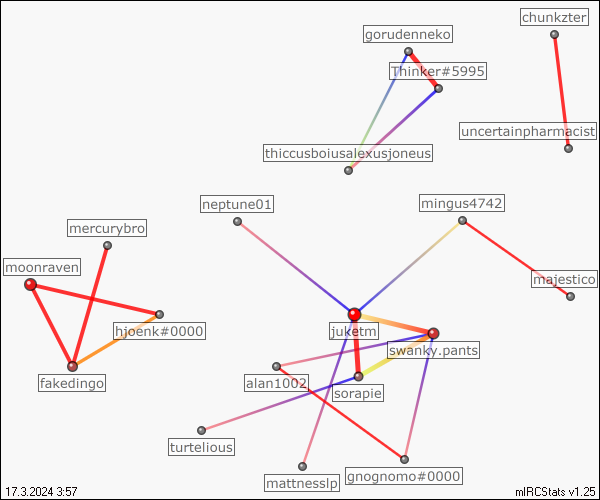 chunkzter
gorudenneko
Thinker#5995
uncertainpharmacist
thiccusboiusalexusjoneus
neptune01
mingus4742
mercurybro
moonraven
majestico
hjoenk#0000
juketm
swanky.pants
fakedingo
alan1002
sorapie
turtelious
mattnesslp
gnognomo#0000
17.3.2024 3:57
mIRCStats v1.25